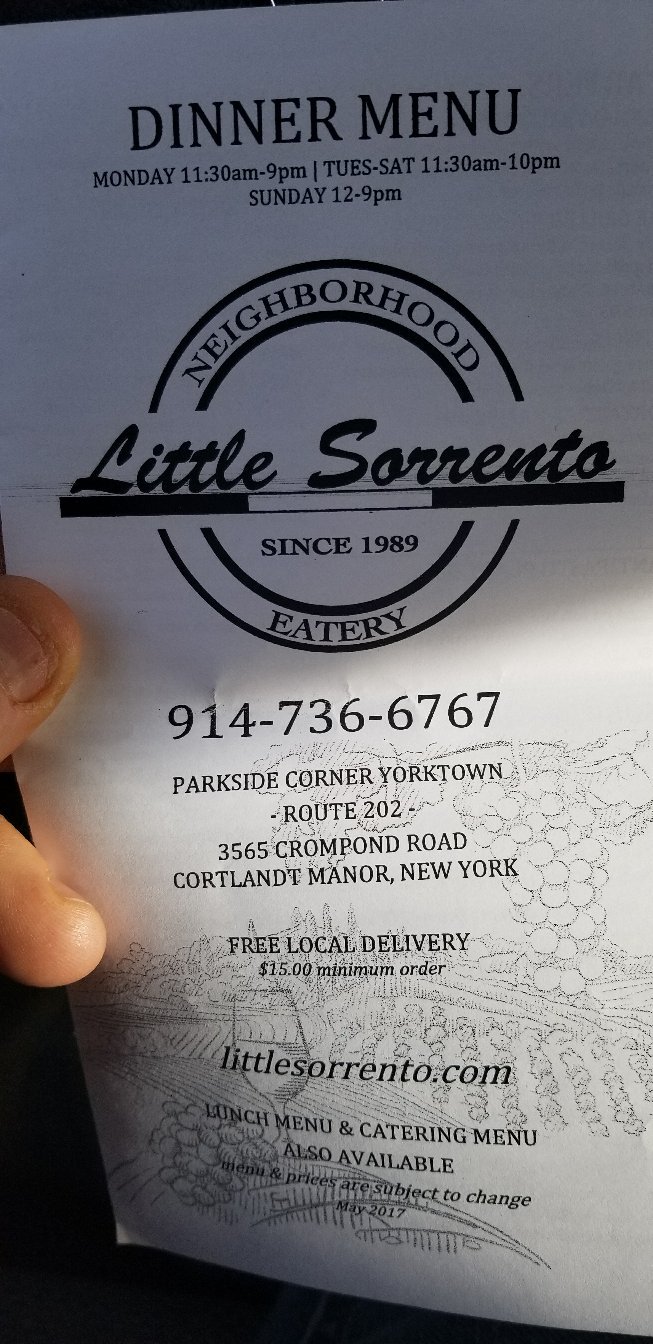 DINNER MENU
MONDAY 11:30am-9pm | TUES-SAT 11:30am-10pm
SUNDAY 12-9pm
NEIGHBORHOOD
Little Sorrento
SINCE 1989
EATERY
914-736-6767
PARKSIDE CORNER YORKTOWN
- ROUTE 202 -
3565 CROMPOND ROAD
CORTLANDT MANOR, NEW YORK
FREE LOCAL DELIVERY
$15.00 minimum order
littlesorrento.com
LUNCH MENU & CATERING MENU
ALSO AVAILABLE
menu & prices are subject to change
May 2017